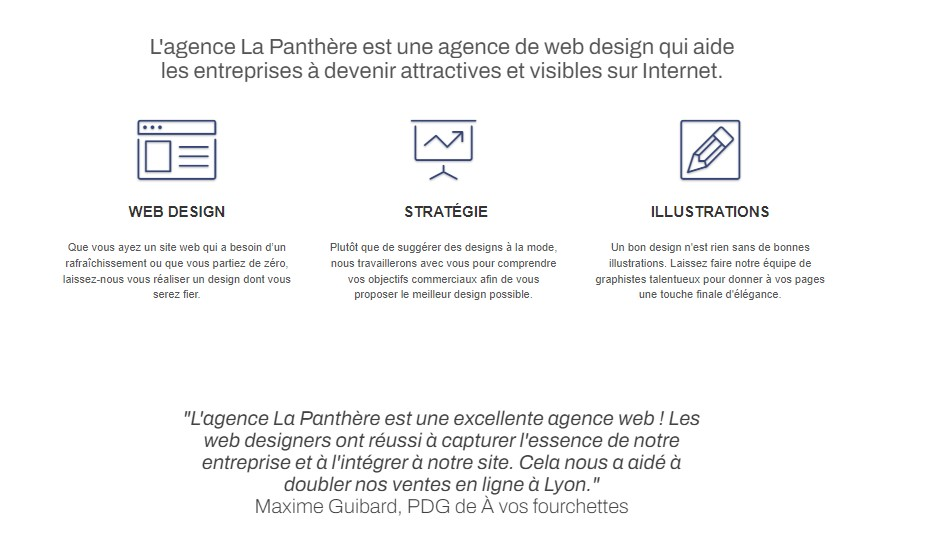 L'agence La Panthère est une agence de web design qui aide
les entreprises à devenir attractives et visibles sur Internet.
WEB DESIGN
Que vous ayez un site web qui a besoin d'un
rafraîchissement ou que vous partiez de zéro,
laissez-nous vous réaliser un design dont vous
serez fier.
STRATÉGIE
Plutôt que de suggérer des designs à la mode,
nous travaillerons avec vous pour comprendre
vos objectifs commerciaux afin de vous
proposer le meilleur design possible.
ILLUSTRATIONS
Un bon design n'est rien sans de bonnes
illustrations. Laissez faire notre équipe de
graphistes talentueux pour donner à vos pages
une touche finale d'élégance.
"L'agence La Panthère est une excellente agence web ! Les
web designers ont réussi à capturer l'essence de notre
entreprise et à l'intégrer à notre site. Cela nous a aidé à
doubler nos ventes en ligne à Lyon."
Maxime Guibard, PDG de À vos fourchettes